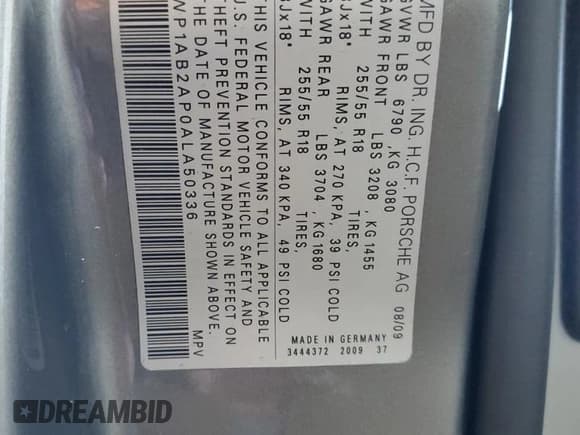 MFD BY DR. ING. H.C.F. PORSCHE AG 08/09
GVWR LBS 6790 , KG 3080
GAWR FRONT LBS 3208 , KG 1455
WITH 255/55 R18 TIRES,
8Jx18" RIMS, AT 270 KPA, 39 PSI COLD
GAWR REAR LBS 3704 , KG 1680
WITH 255/55 R18 TIRES,
8Jx18" RIMS, AT 340 KPA, 49 PSI COLD
THIS VEHICLE CONFORMS TO ALL APPLICABLE
U.S. FEDERAL MOTOR VEHICLE SAFETY AND
THEFT PREVENTION STANDARDS IN EFFECT ON
THE DATE OF MANUFACTURE SHOWN ABOVE.
WP1AB2AP0ALA50336 MPV
MADE IN GERMANY
3444372 2009 37
DREAMBID